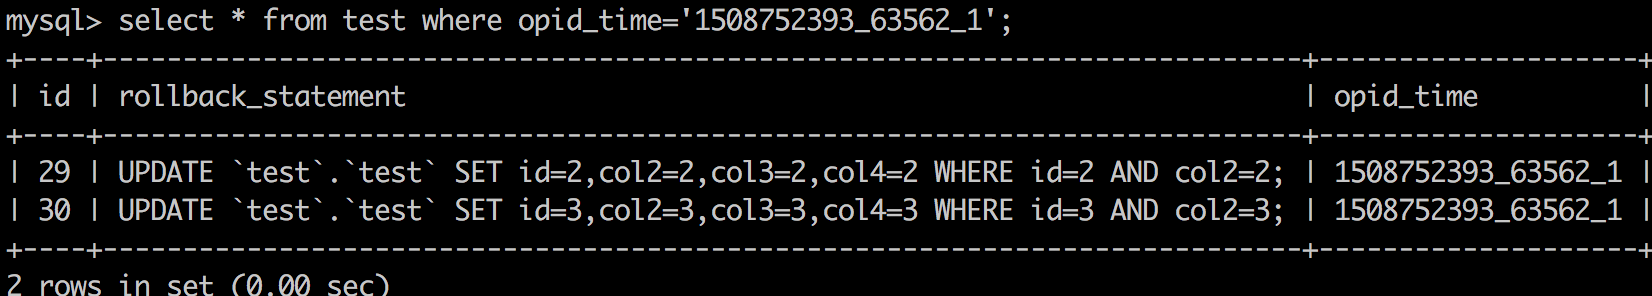 mysql> select * from test where opid_time='1508752393_63562_1';
+----+---------------------------------------------------------------+-----------------+
| id | rollback_statement | opid_time |
+----+---------------------------------------------------------------+-----------------+
| 29 | UPDATE `test`.`test` SET id=2,col2=2,col3=2,col4=2 WHERE id=2 AND col2=2; | 1508752393_63562_1 |
| 30 | UPDATE `test`.`test` SET id=3,col2=3,col3=3,col4=3 WHERE id=3 AND col2=3; | 1508752393_63562_1 |
+----+---------------------------------------------------------------+-----------------+
2 rows in set (0.00 sec)